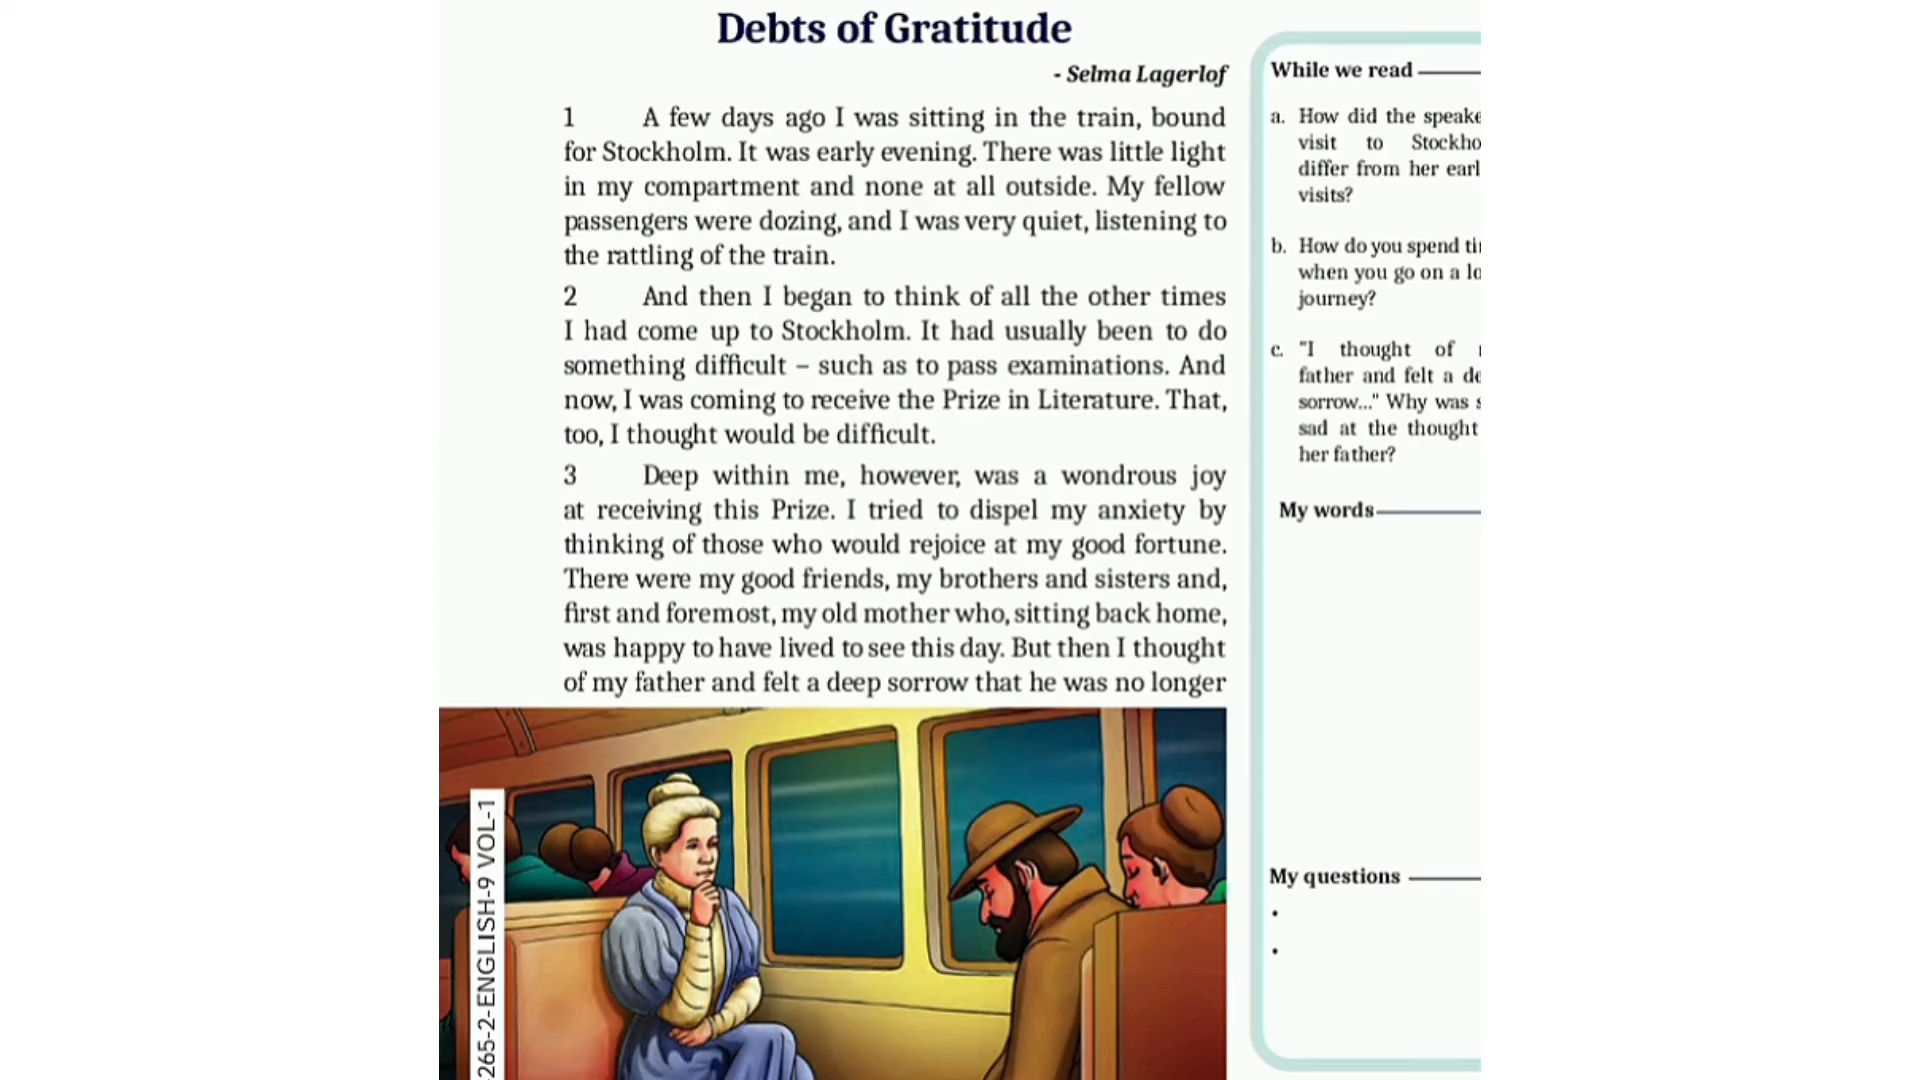 Debts of Gratitude
- Selma Lagerlof
1 A few days ago I was sitting in the train, bound
for Stockholm. It was early evening. There was little light
in my compartment and none at all outside. My fellow
passengers were dozing, and I was very quiet, listening to
the rattling of the train.
2 And then I began to think of all the other times
I had come up to Stockholm. It had usually been to do
something difficult – such as to pass examinations. And
now, I was coming to receive the Prize in Literature. That,
too, I thought would be difficult.
3 Deep within me, however, was a wondrous joy
at receiving this Prize. I tried to dispel my anxiety by
thinking of those who would rejoice at my good fortune.
There were my good friends, my brothers and sisters and,
first and foremost, my old mother who, sitting back home,
was happy to have lived to see this day. But then I thought
of my father and felt a deep sorrow that he was no longer
265-2-ENGLISH-9 VOL-1
While we read
a. How did the speake
visit to Stockho
differ from her earl
visits?
b. How do you spend ti
when you go on a lo
journey?
c. "I thought of
father and felt a de
sorrow..." Why was s
sad at the thought
her father?
My words
My questions